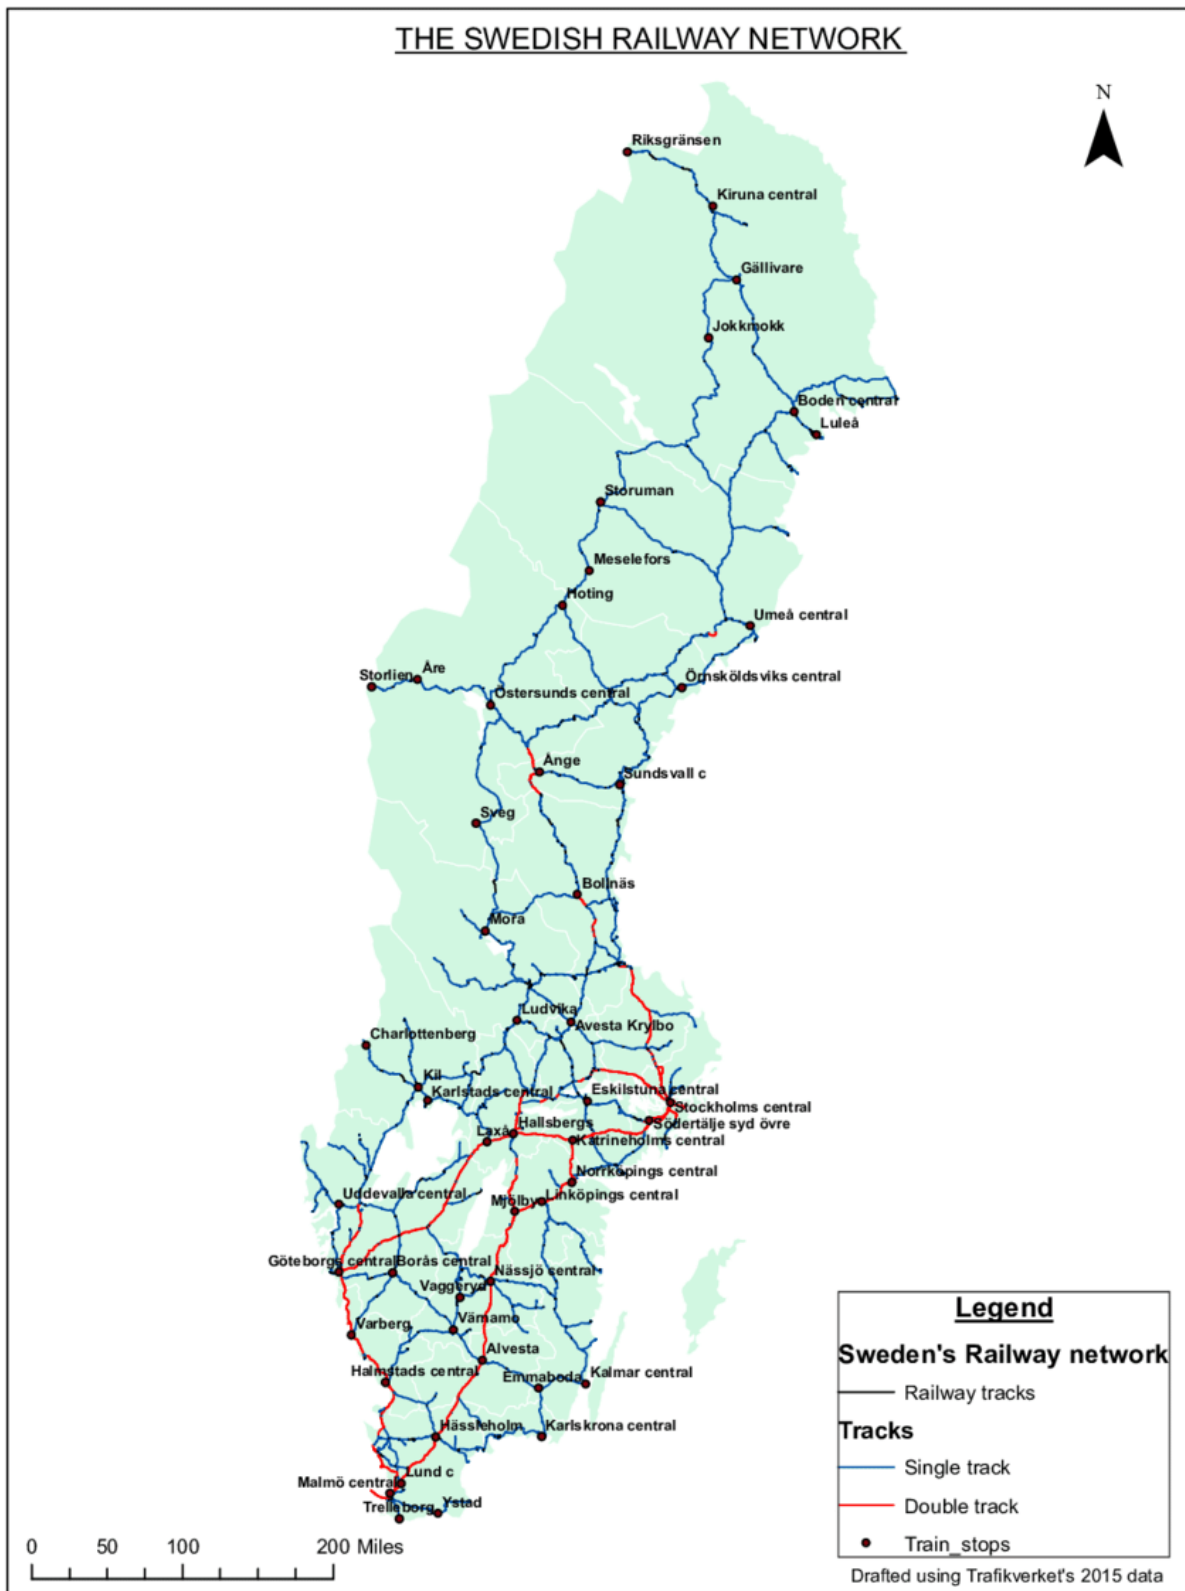 THE SWEDISH RAILWAY NETWORK
N
Riksgränsen
Kiruna central
Gällivare
Jokkmokk
Boden central
Luleå
Storuman
Meselefors
Hoting
Umeå central
Storlien
Åre
Örnsköldsviks central
Östersunds central
Ånge
Sundsvall c
Sveg
Bollnäs
Mora
Ludvika
Avesta Krylbo
Charlottenberg
Kil
Karlstads central
Eskilstuna central
Stockholms central
Södertälje syd övre
Hallsbergs
Laxå
Katrineholms central
Norrköpings central
Uddevalla central
Linköpings central
Mjölby
Göteborgs central
Borås central
Nässjö central
Vaggeryd
Värnamo
Varberg
Alvesta
Halmstads central
Emmaboda
Kalmar central
Hässleholm
Karlskrona central
Lund c
Malmö central
Trelleborg
Ystad
0 50 100 200 Miles
Legend
Sweden's Railway network
Railway tracks
Tracks
Single track
Double track
Train_stops
Drafted using Trafikverket's 2015 data